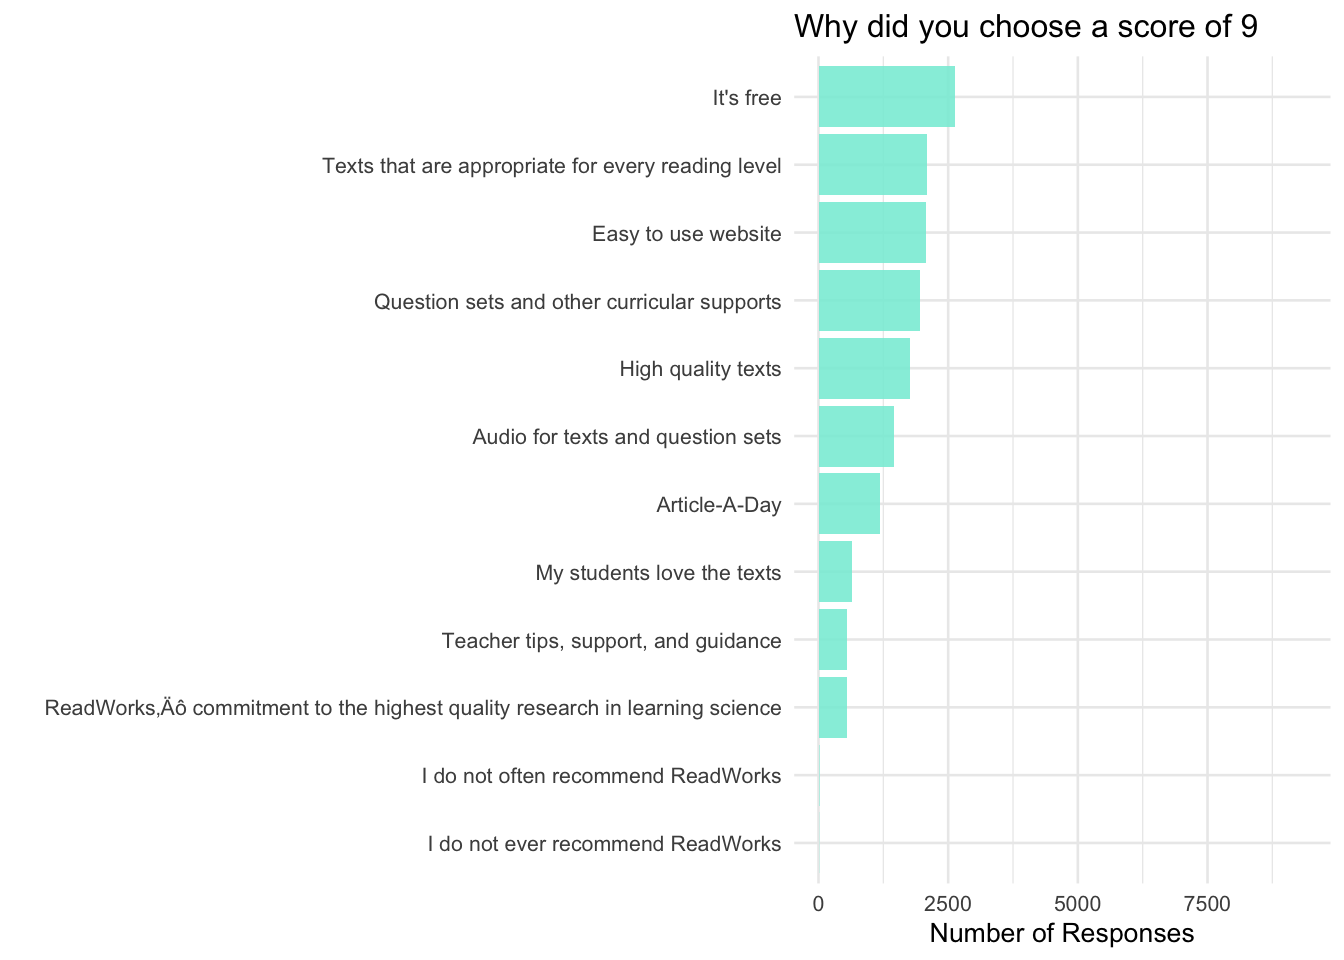 Why did you choose a score of 9
It's free
Texts that are appropriate for every reading level
Easy to use website
Question sets and other curricular supports
High quality texts
Audio for texts and question sets
Article-A-Day
My students love the texts
Teacher tips, support, and guidance
ReadWorks‚Äô commitment to the highest quality research in learning science
I do not often recommend ReadWorks
I do not ever recommend ReadWorks
0 2500 5000 7500
Number of Responses